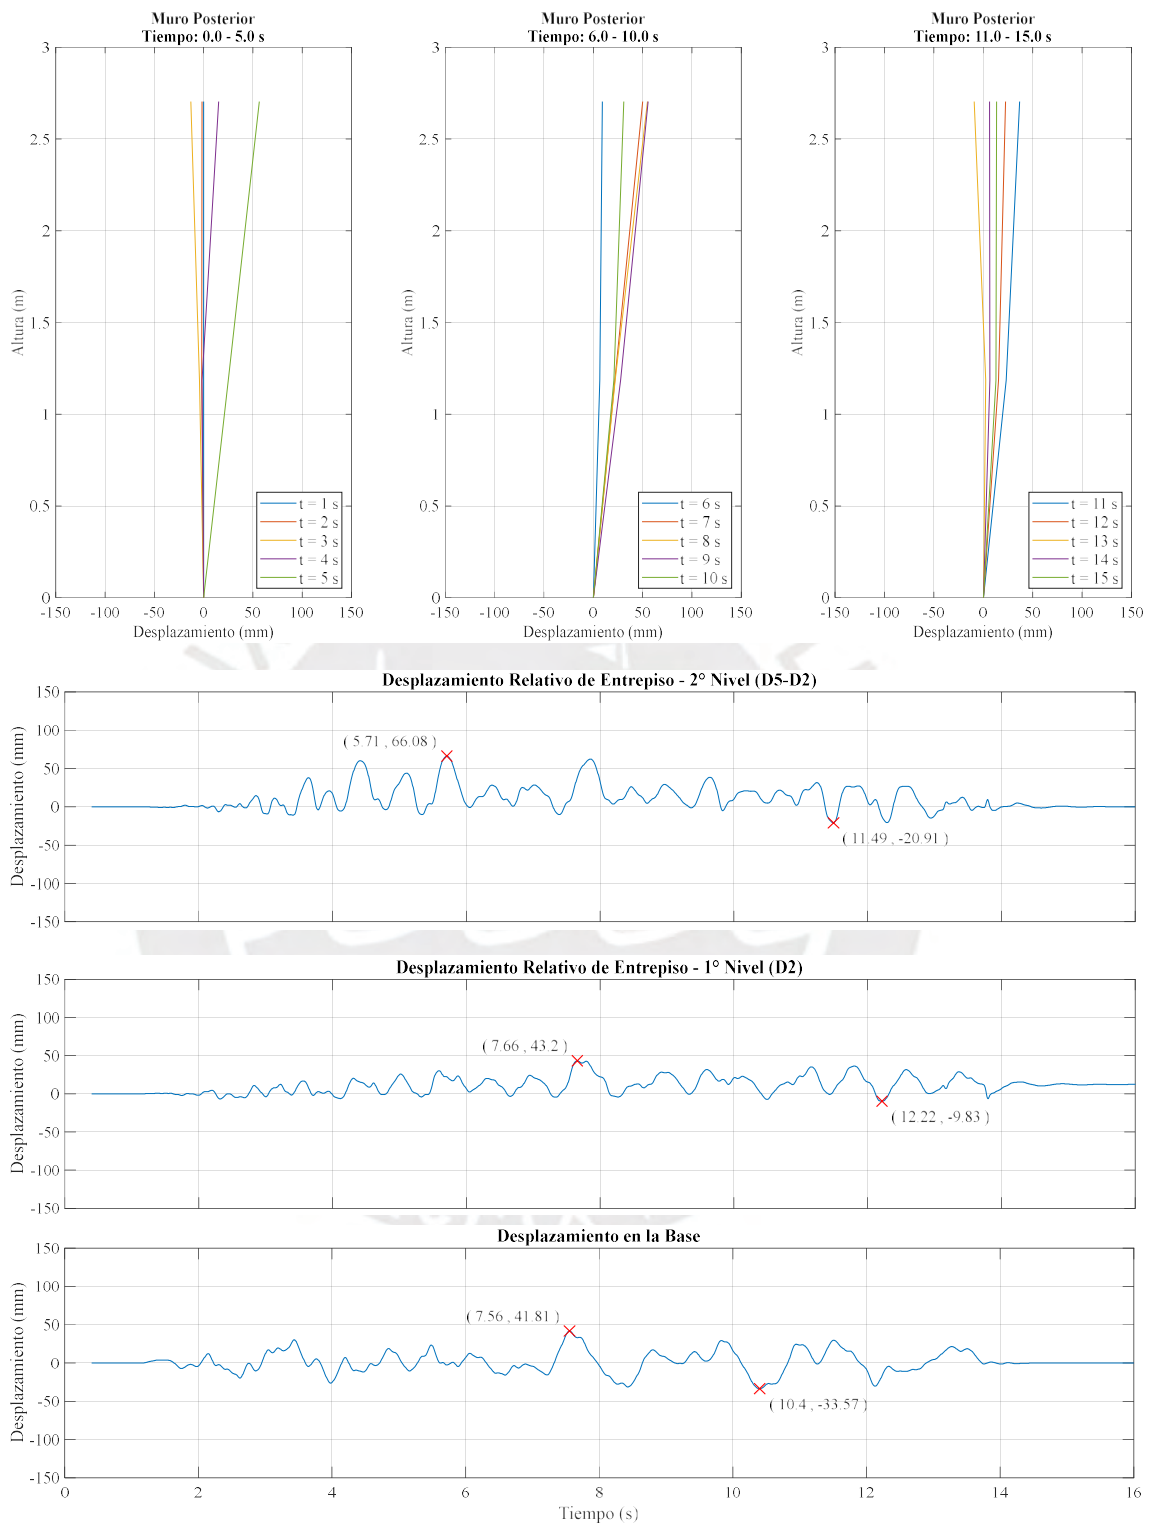 Muro Posterior
Tiempo: 0.0 - 5.0 s
3
2.5
2
1.5
1
0.5
0
Altura (m)
t = 1 s
t = 2 s
t = 3 s
t = 4 s
t = 5 s
-150 -100 -50 0 50 100 150
Desplazamiento (mm)
Muro Posterior
Tiempo: 6.0 - 10.0 s
3
2.5
2
1.5
1
0.5
0
Altura (m)
t = 6 s
t = 7 s
t = 8 s
t = 9 s
t = 10 s
-150 -100 -50 0 50 100 150
Desplazamiento (mm)
Muro Posterior
Tiempo: 11.0 - 15.0 s
3
2.5
2
1.5
1
0.5
0
Altura (m)
t = 11 s
t = 12 s
t = 13 s
t = 14 s
t = 15 s
-150 -100 -50 0 50 100 150
Desplazamiento (mm)
Desplazamiento Relativo de Entrepiso - 2° Nivel (D5-D2)
150
100
50
0
-50
-100
-150
Desplazamiento (mm)
( 5.71 , 66.08 )
( 11.49 , -20.91 )
Desplazamiento Relativo de Entrepiso - 1° Nivel (D2)
150
100
50
0
-50
-100
-150
Desplazamiento (mm)
( 7.66 , 43.2 )
( 12.22 , -9.83 )
Desplazamiento en la Base
150
100
50
0
-50
-100
-150
Desplazamiento (mm)
( 7.56 , 41.81 )
( 10.4 , -33.57 )
0 2 4 6 8 10 12 14 16
Tiempo (s)